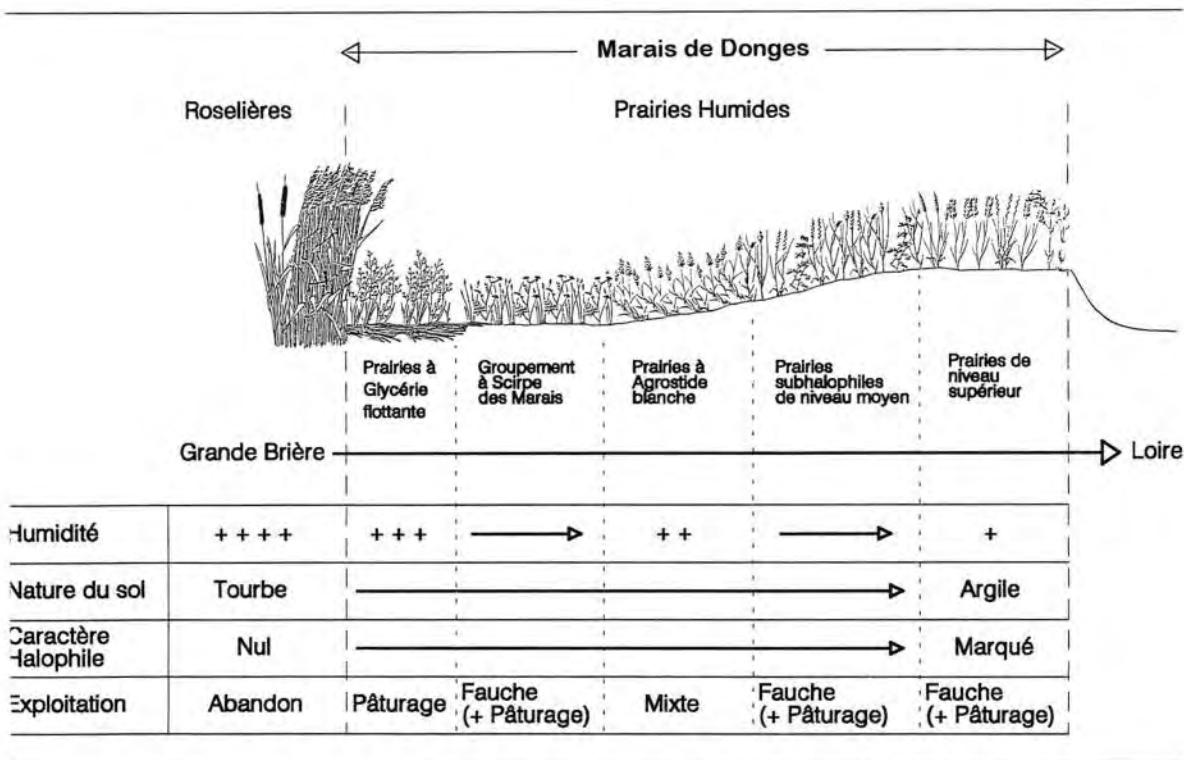 Marais de Donges
Roselières
Prairies Humides
Prairies à
Glycérie
flottante
Groupement
à Scirpe
des Marais
Prairies à
Agrostide
blanche
Prairies
subhalophiles
de niveau moyen
Prairies de
niveau
supérieur
Grande Brière
Loire
Humidité ++++ +++ ++ +
Nature du sol Tourbe Argile
Caractère
Halophile
Nul Marqué
Exploitation Abandon Pâturage
Fauche
(+ Pâturage)
Mixte
Fauche
(+ Pâturage)
Fauche
(+ Pâturage)